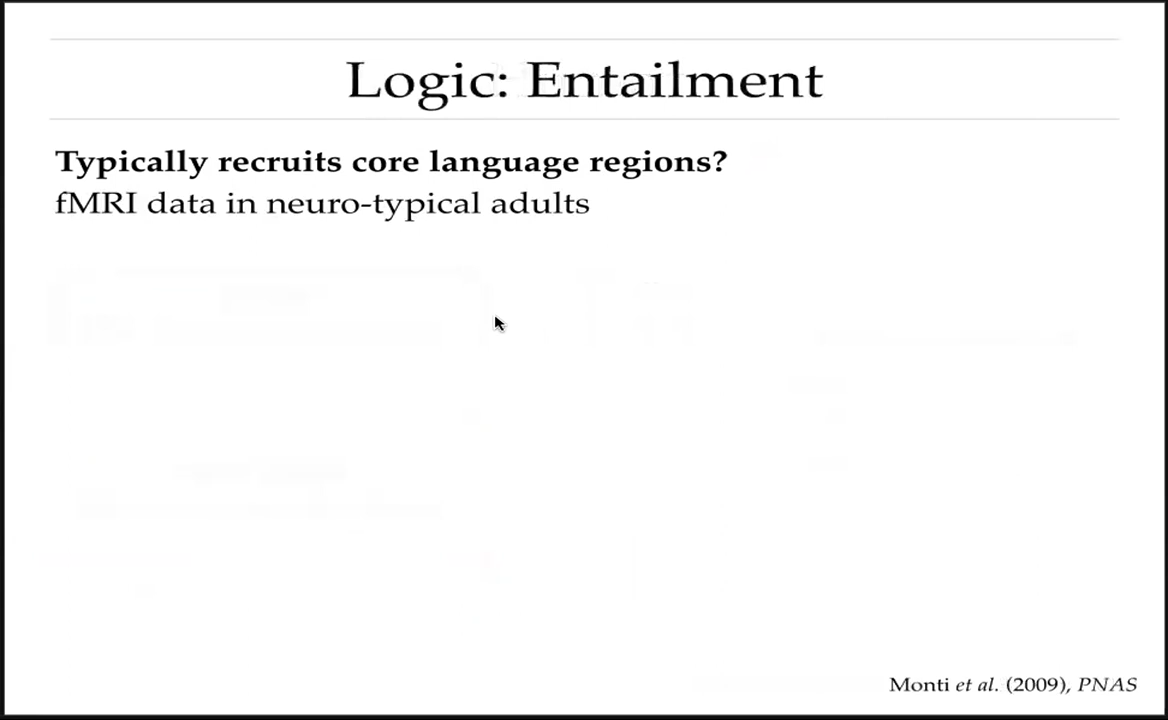 Logic: Entailment
Typically recruits core language regions?
fMRI data in neuro-typical adults
Monti et al. (2009), PNAS